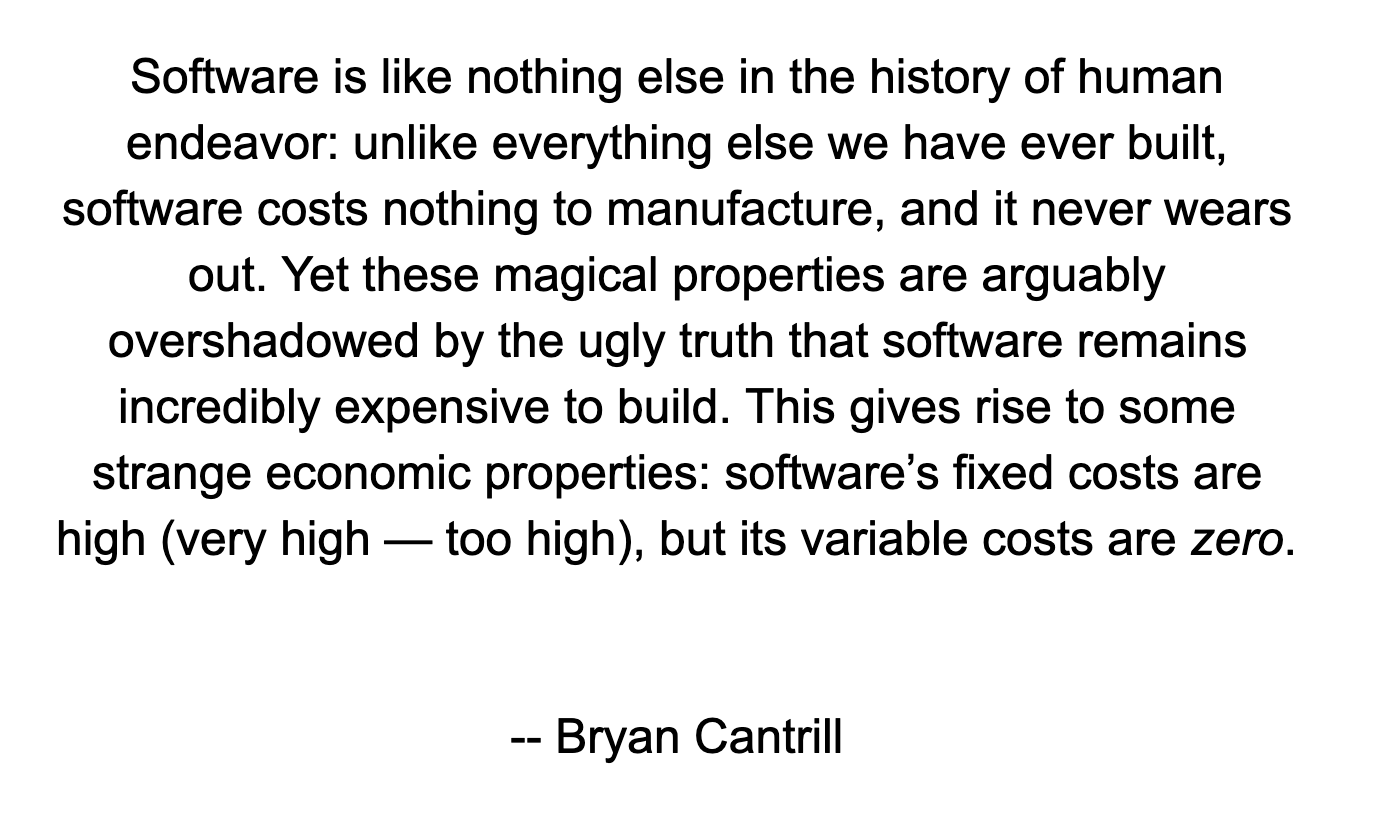 Software is like nothing else in the history of human
endeavor: unlike everything else we have ever built,
software costs nothing to manufacture, and it never wears
out. Yet these magical properties are arguably
overshadowed by the ugly truth that software remains
incredibly expensive to build. This gives rise to some
strange economic properties: software’s fixed costs are
high (very high — too high), but its variable costs are zero.
-- Bryan Cantrill